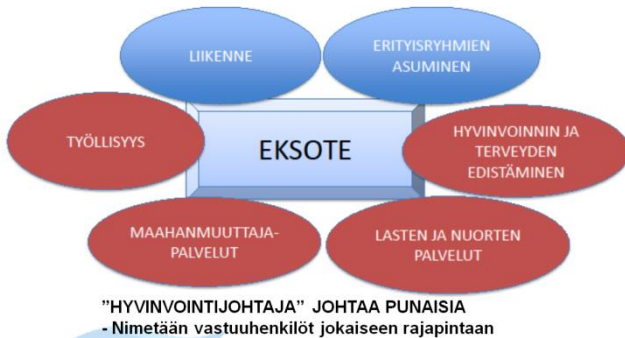 LIIKENNE
ERITYISRYHMIEN
ASUMINEN
TYÖLLISYYS
EKSOTE
HYVINVOINNIN JA
TERVEYDEN
EDISTÄMINEN
MAAHANMUUTTAJA-
PALVELUT
LASTEN JA NUORTEN
PALVELUT
”HYVINVOINTIJOHTAJA” JOHTAA PUNAISIA
- Nimetään vastuuhenkilöt jokaiseen rajapintaan